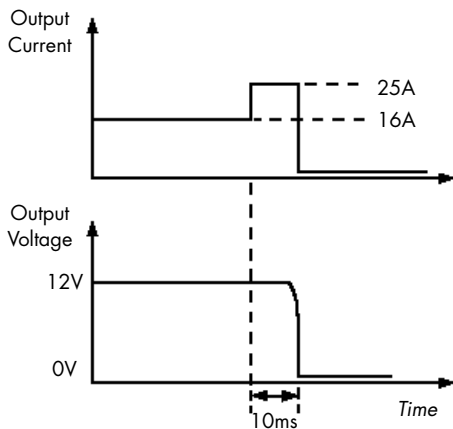 Output
Current
25A
16A
Output
Voltage
12V
0V
10ms
Time